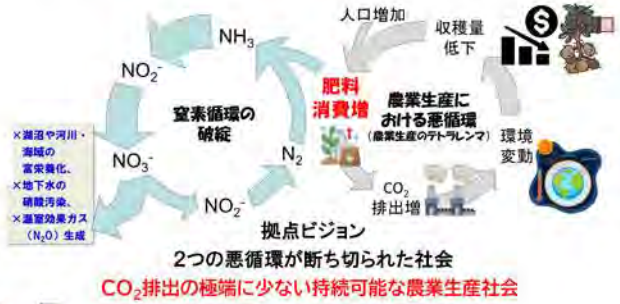 人口増加
収穫量
低下
NH₃
NO₂⁻
肥料
消費増
窒素循環の
破綻
農業生産に
おける悪循環
(農業生産のテトラレンマ)
環境
変動
×湖沼や河川・
海域の
富栄養化、
×地下水の
硝酸汚染、
×温室効果ガス
(N₂O)生成
NO₃⁻
N₂
NO₂⁻
CO₂
排出増
拠点ビジョン
2つの悪循環が断ち切られた社会
CO₂排出の極端に少ない持続可能な農業生産社会